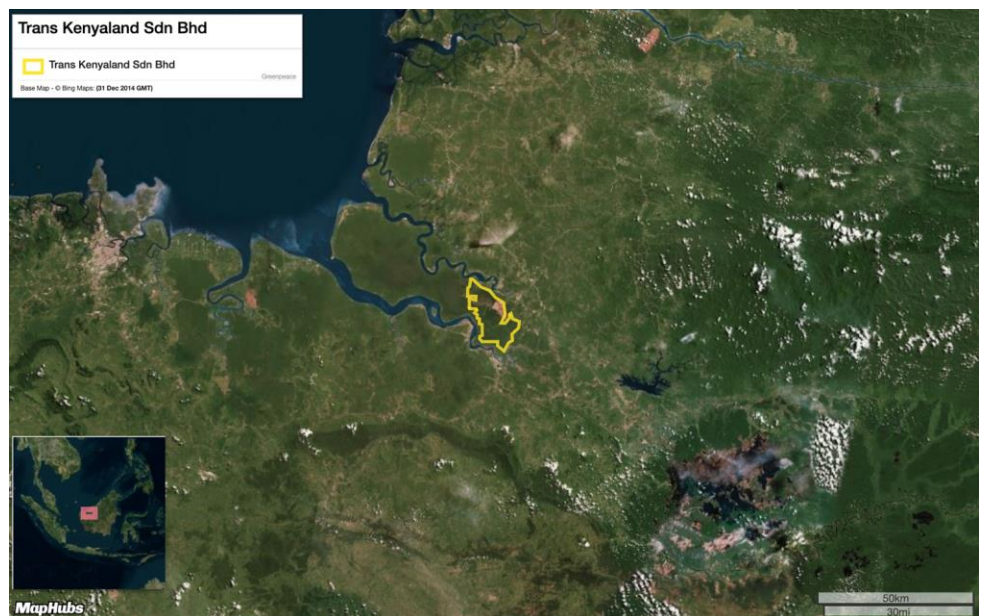 Trans Kenyaland Sdn Bhd
Trans Kenyaland Sdn Bhd
Greenpeace
Base Map - © Bing Maps: (31 Dec 2014 GMT)
MapHubs
50km
30mi